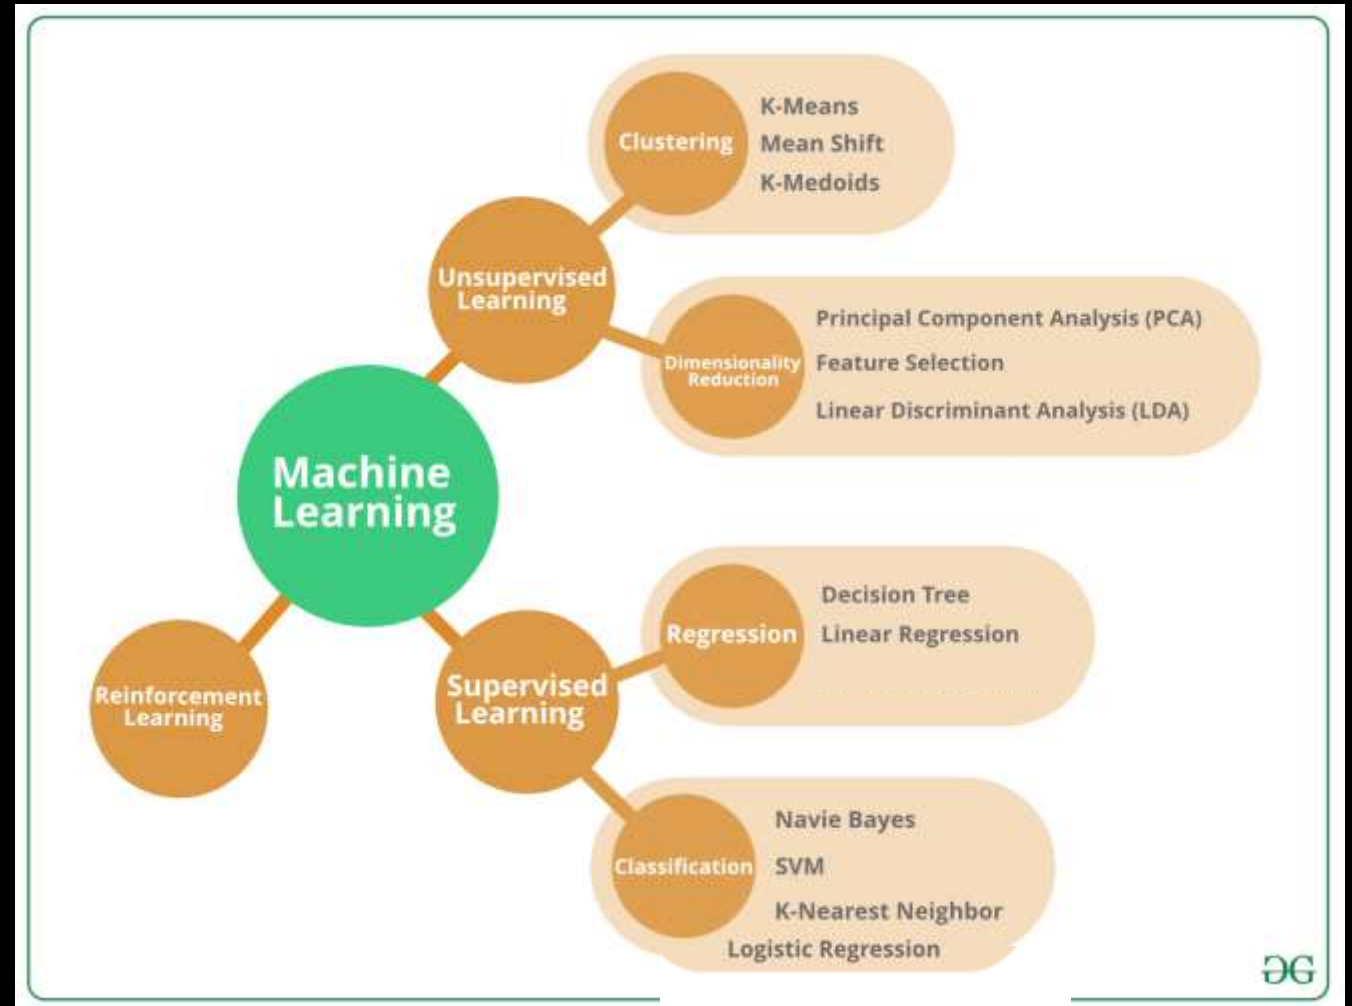 Clustering
K-Means
Mean Shift
K-Medoids
Unsupervised
Learning
Dimensionality
Reduction
Principal Component Analysis (PCA)
Feature Selection
Linear Discriminant Analysis (LDA)
Machine
Learning
Reinforcement
Learning
Supervised
Learning
Regression
Decision Tree
Linear Regression
Classification
Navie Bayes
SVM
K-Nearest Neighbor
Logistic Regression